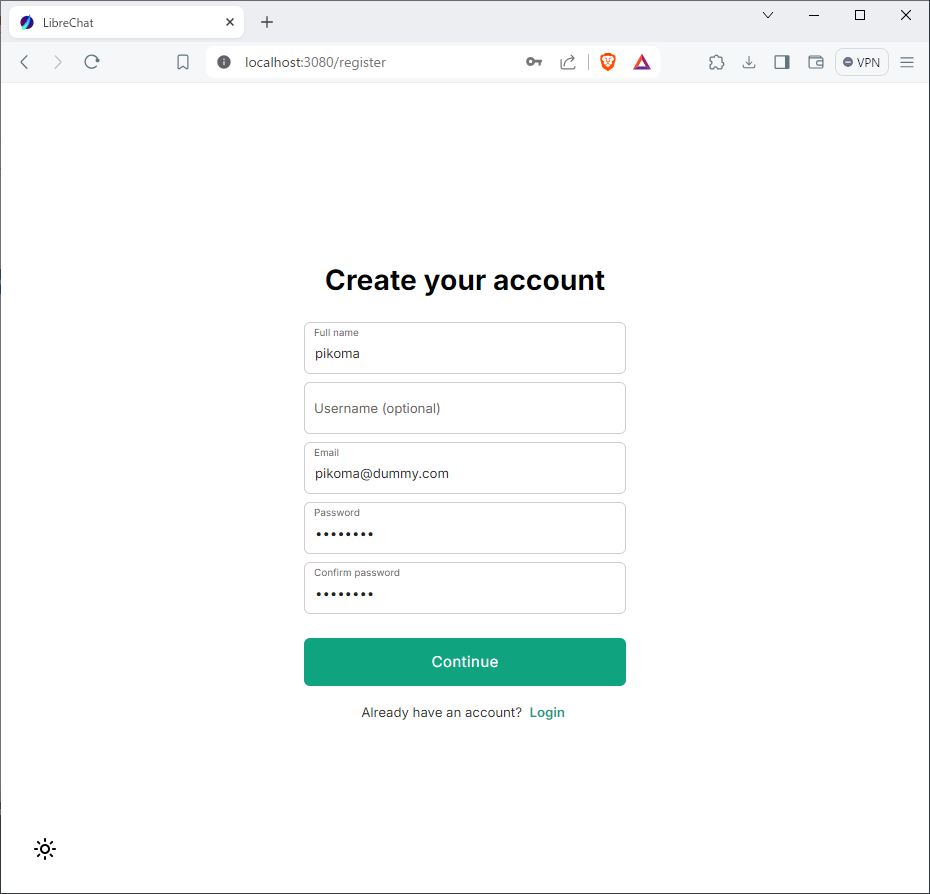 LibreChat
localhost:3080/register
VPN
Create your account
Full name
pikoma
Username (optional)
Email
pikoma@dummy.com
Password
••••••••
Confirm password
••••••••
Continue
Already have an account? Login